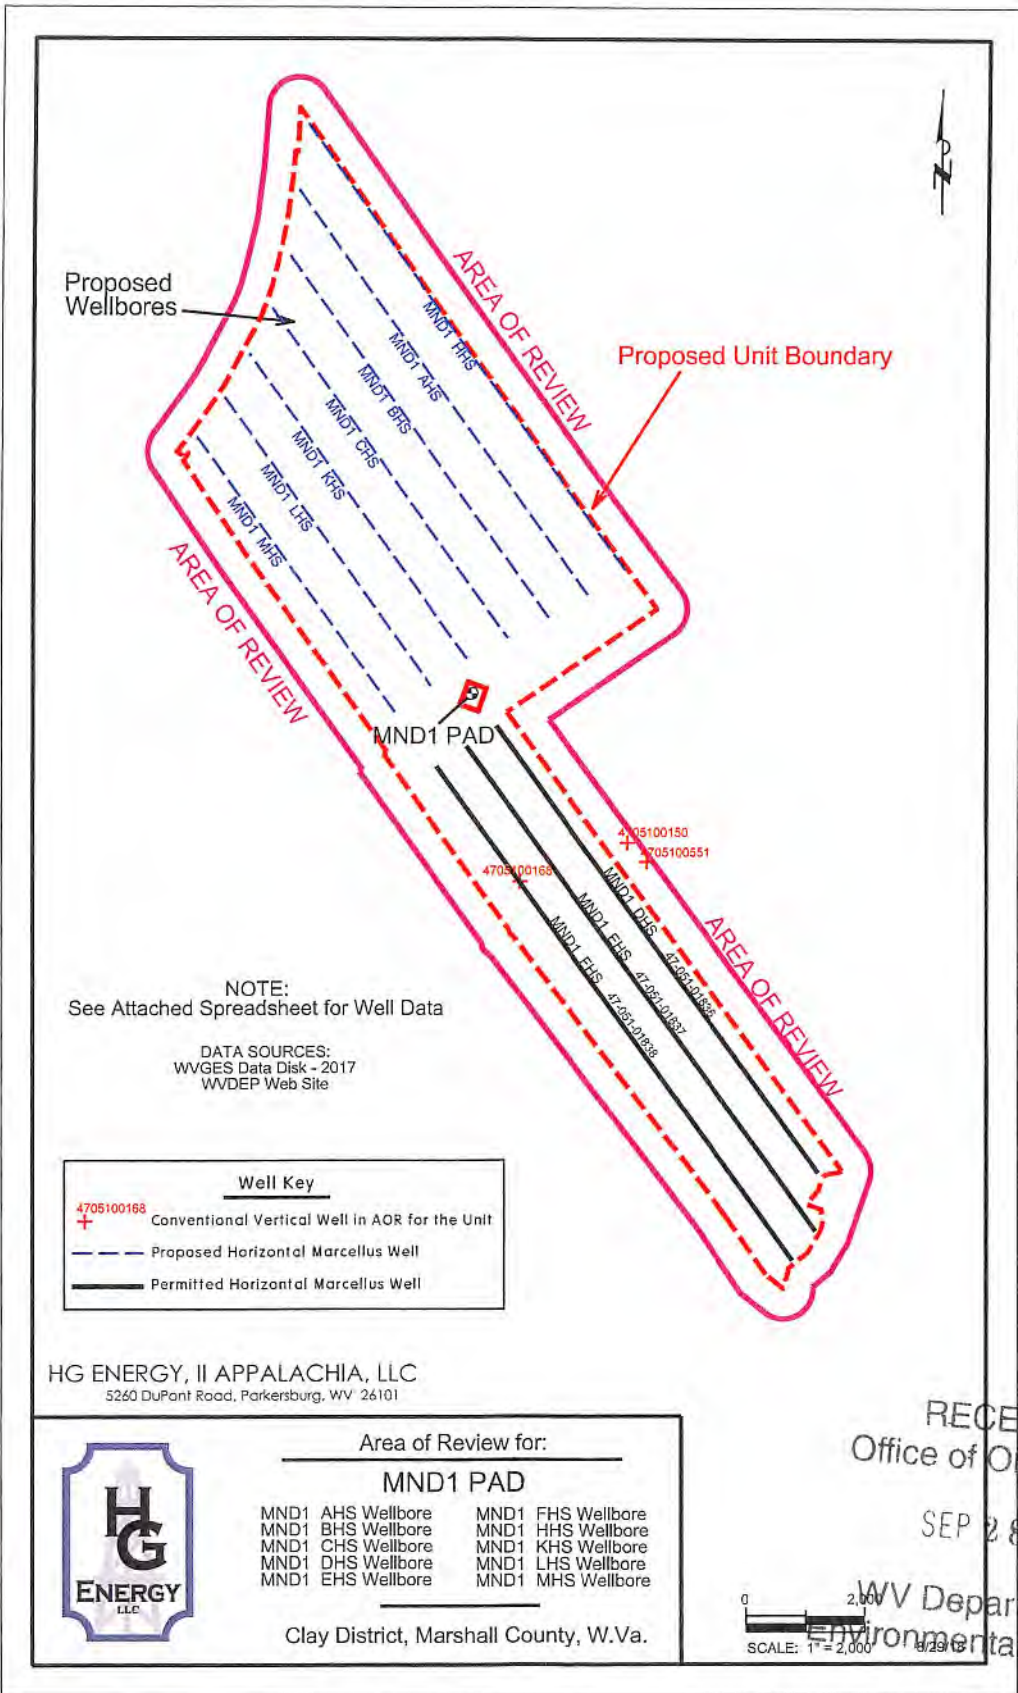 N
Proposed
Wellbores
AREA OF REVIEW
Proposed Unit Boundary
MND1 HHS
MND1 AHS
MND1 BHS
MND1 CHS
MND1 KHS
MND1 LHS
MND1 MHS
AREA OF REVIEW
MND1 PAD
4705100150
4705100551
4705100168
MND1 DHS 47-051-01836
MND1 EHS 47-051-01837
MND1 FHS 47-051-01838
AREA OF REVIEW
NOTE:
See Attached Spreadsheet for Well Data
DATA SOURCES:
WVGES Data Disk - 2017
WVDEP Web Site
Well Key
4705100168
Conventional Vertical Well in AOR for the Unit
Proposed Horizontal Marcellus Well
Permitted Horizontal Marcellus Well
HG ENERGY, II APPALACHIA, LLC
5260 DuPont Road, Parkersburg, WV 26101
HG
ENERGY
LLC
Area of Review for:
MND1 PAD
MND1 AHS Wellbore MND1 FHS Wellbore
MND1 BHS Wellbore MND1 HHS Wellbore
MND1 CHS Wellbore MND1 KHS Wellbore
MND1 DHS Wellbore MND1 LHS Wellbore
MND1 EHS Wellbore MND1 MHS Wellbore
Clay District, Marshall County, W.Va.
RECE
Office of O
SEP 28
WV Depar
Environmenta
0 2,000
SCALE: 1" = 2,000'